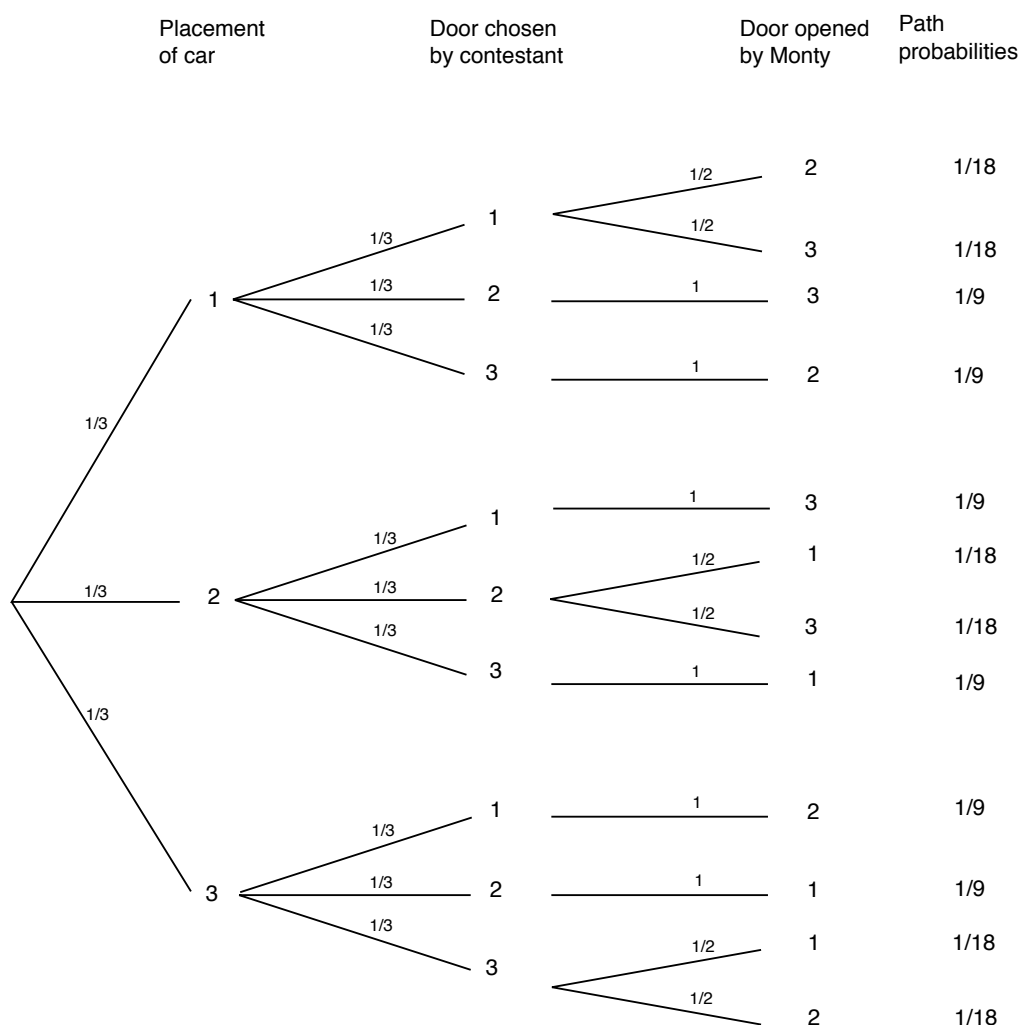 Placement
of car
Door chosen
by contestant
Door opened
by Monty
Path
probabilities
1/2 2 1/18
1
1/3 1/2 3 1/18
1 1/3 2 1 3 1/9
1/3
3 1 2 1/9
1/3
1 1 3 1/9
1/3 1/2 1 1/18
1/3 2 1/3 2
1/3 1/2 3 1/18
3 1 1 1/9
1/3
1 1 2 1/9
1/3
3 1/3 2 1 1 1/9
1/3
3 1/2 1 1/18
1/2 2 1/18